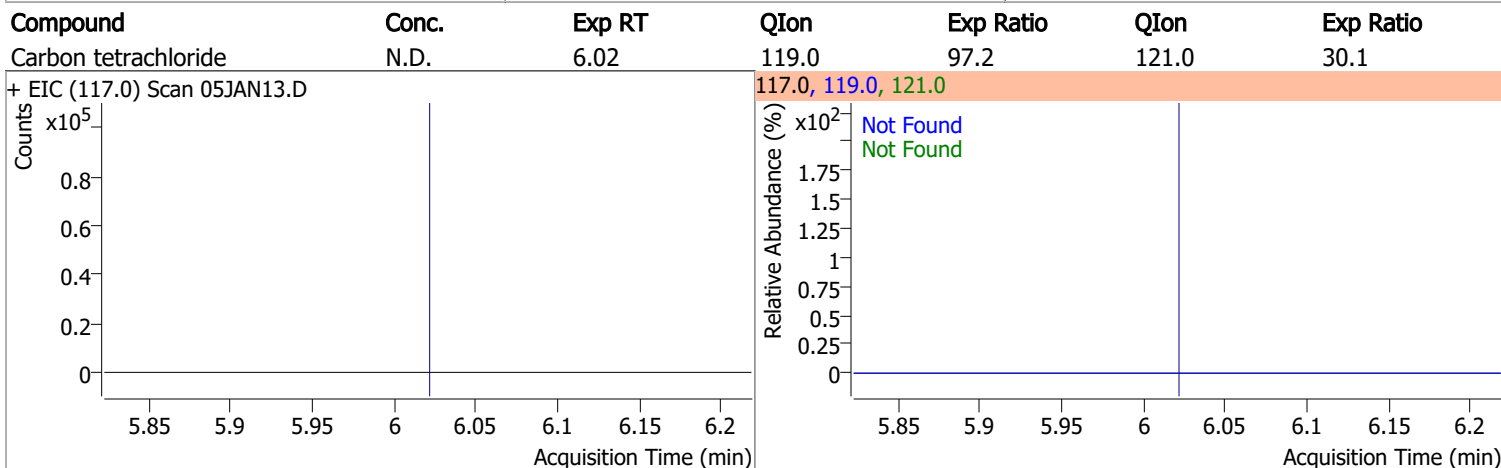 Compound Conc. Exp RT QIon Exp Ratio QIon Exp Ratio
Carbon tetrachloride N.D. 6.02 119.0 97.2 121.0 30.1
+ EIC (117.0) Scan 05JAN13.D
Counts
x10⁵
0.8
0.6
0.4
0.2
0
5.85 5.9 5.95 6 6.05 6.1 6.15 6.2
Acquisition Time (min)
117.0, 119.0, 121.0
Relative Abundance (%)
x10²
Not Found
Not Found
1.75
1.5
1.25
1
0.75
0.5
0.25
0
5.85 5.9 5.95 6 6.05 6.1 6.15 6.2
Acquisition Time (min)